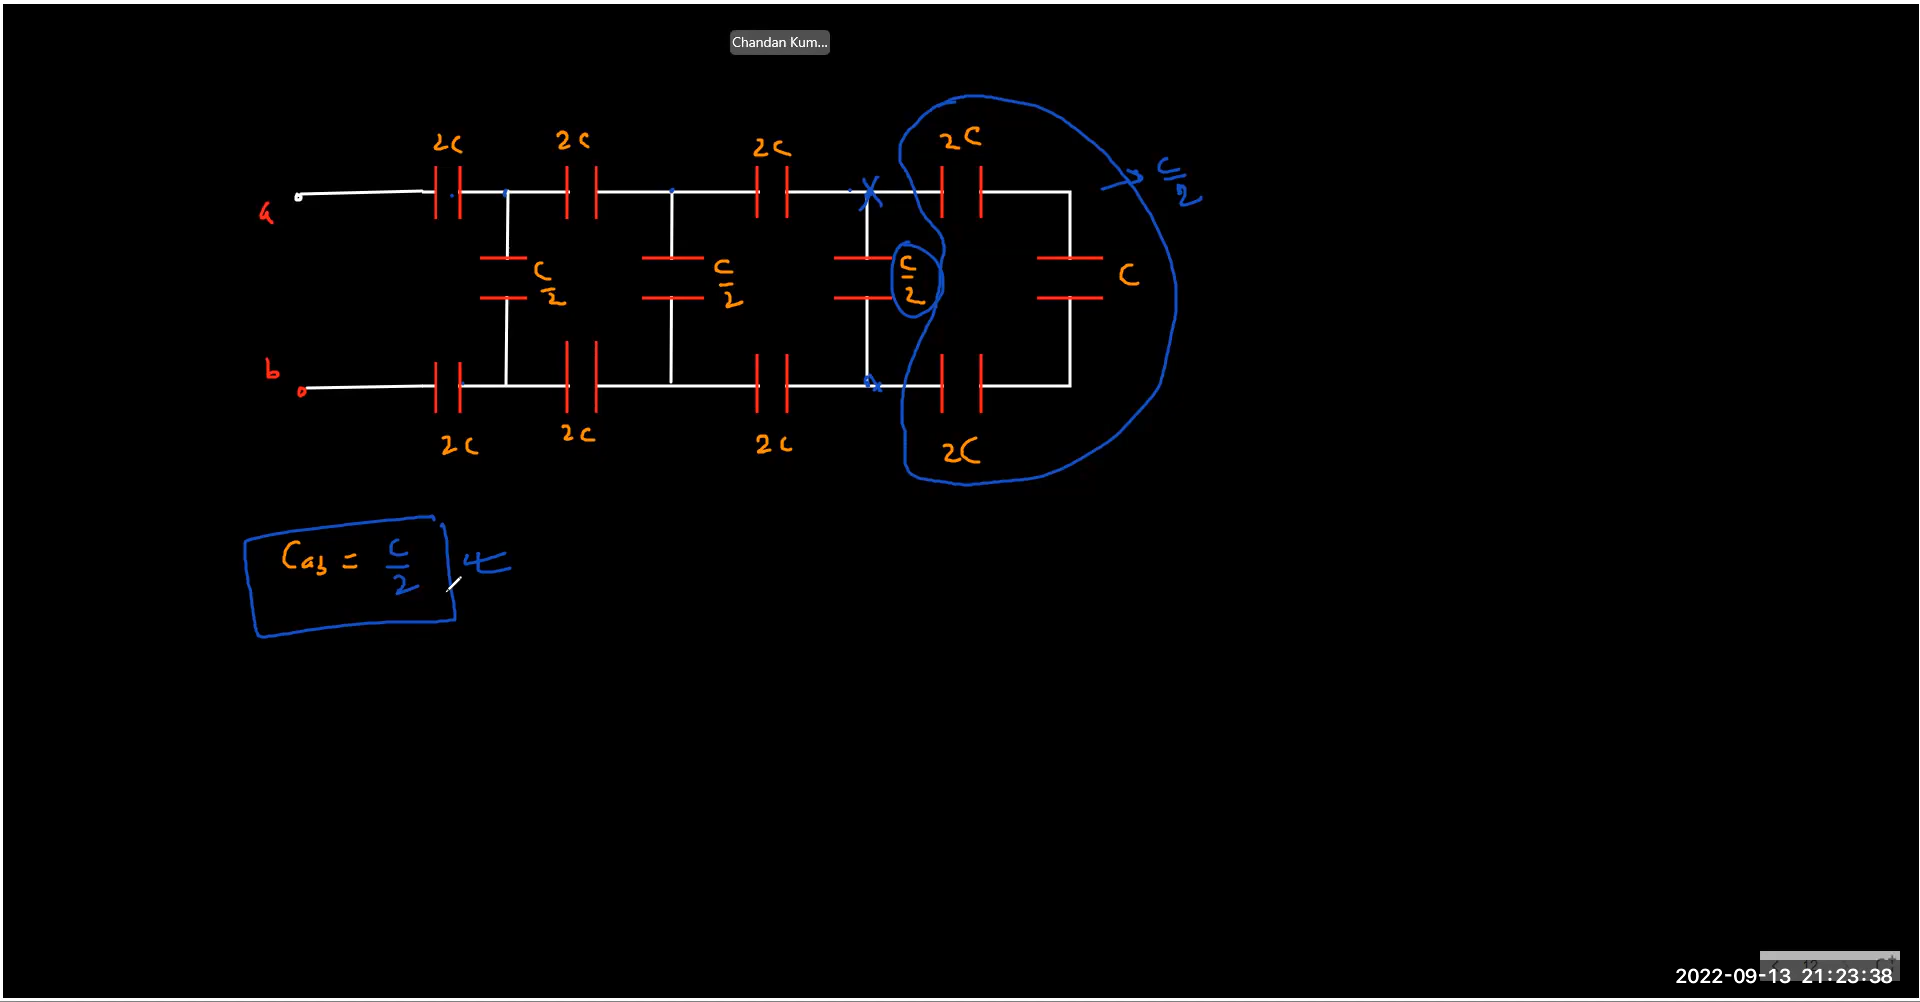 Chandan Kum...
2C 2C 2C 2C
C/2
a
C/2 C/2 C/2 C
b
2C 2C 2C 2C
Cab = C/2
2022-09-13 21:23:38